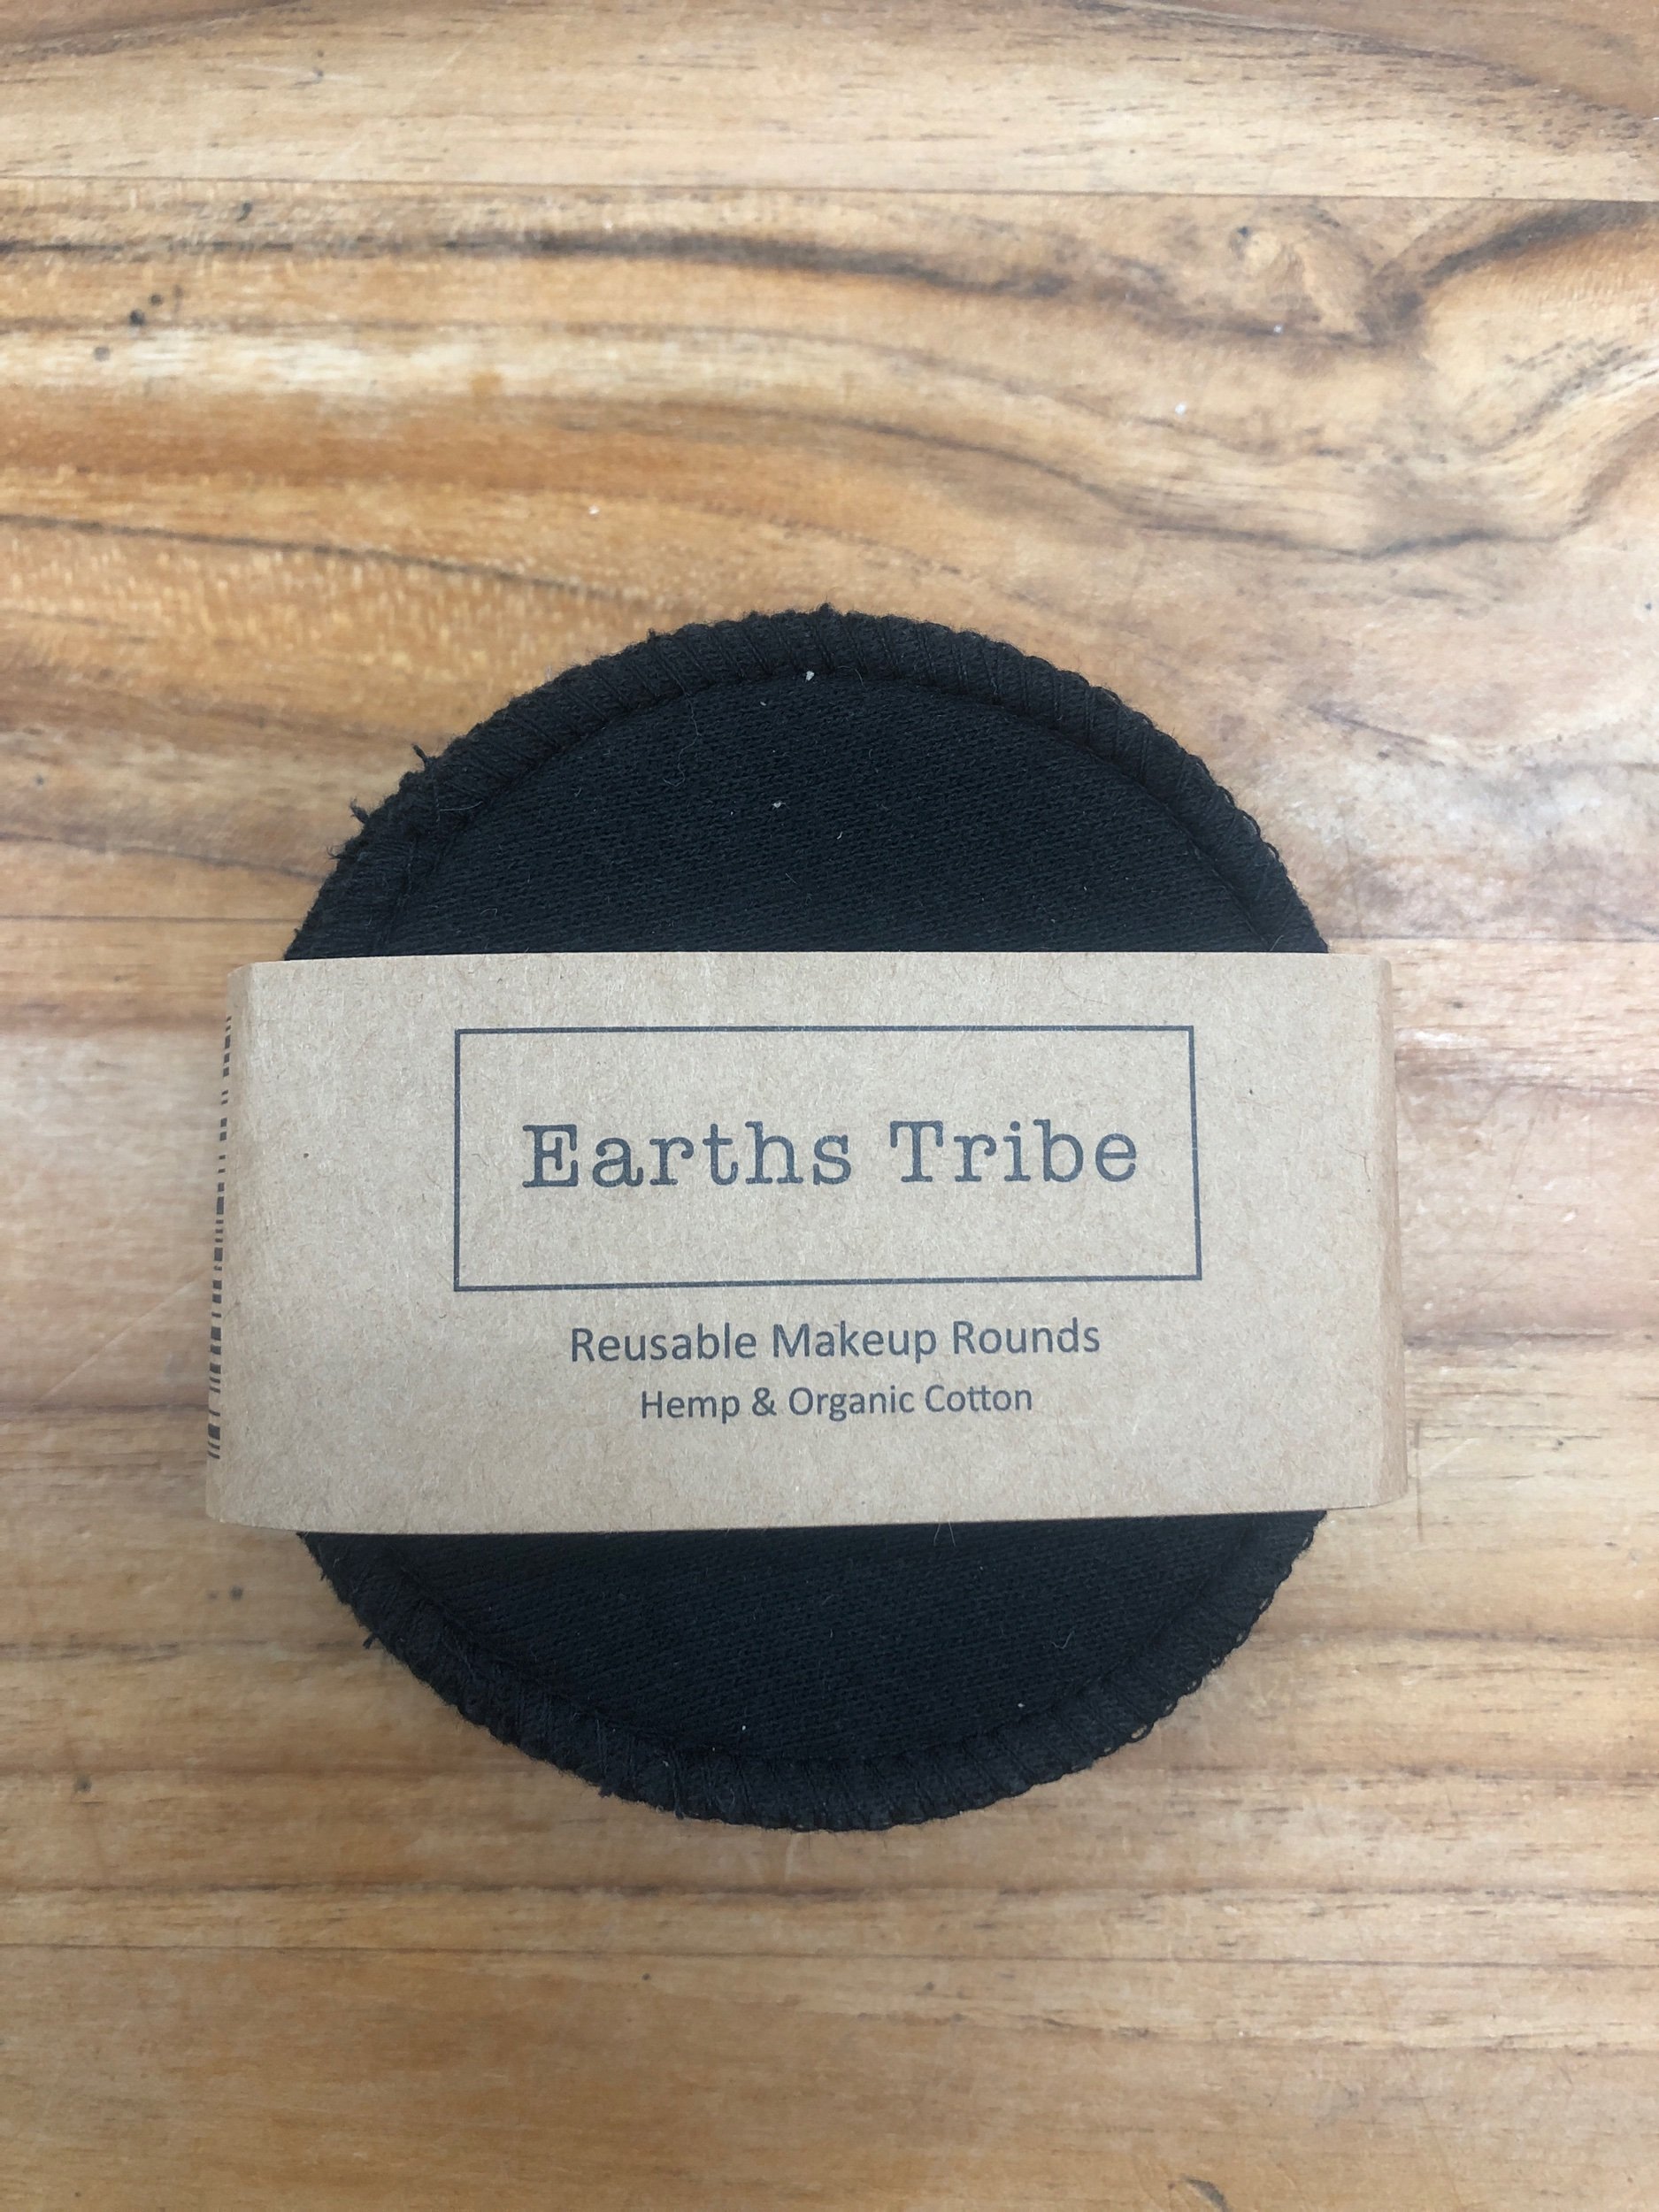 Earths Tribe
Reusable Makeup Rounds
Hemp & Organic Cotton